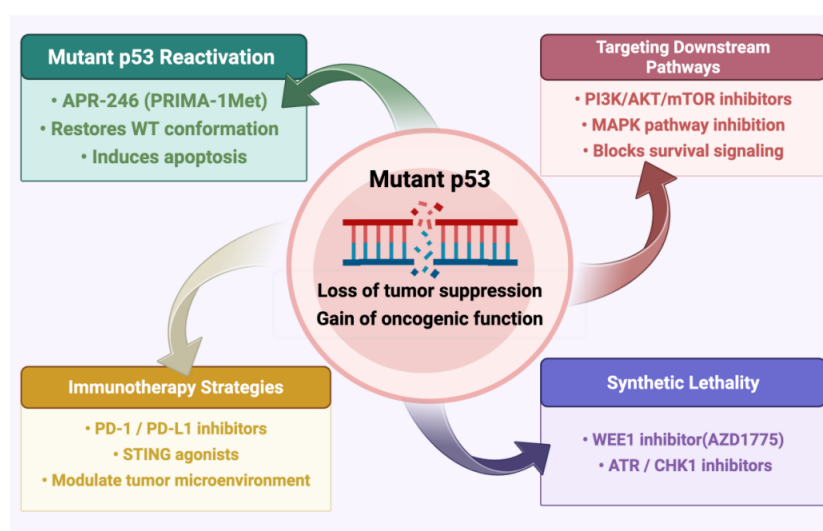 Mutant p53 Reactivation
• APR-246 (PRIMA-1Met)
• Restores WT conformation
• Induces apoptosis
Targeting Downstream
Pathways
• PI3K/AKT/mTOR inhibitors
• MAPK pathway inhibition
• Blocks survival signaling
Mutant p53
Loss of tumor suppression
Gain of oncogenic function
Immunotherapy Strategies
• PD-1 / PD-L1 inhibitors
• STING agonists
• Modulate tumor microenvironment
Synthetic Lethality
• WEE1 inhibitor(AZD1775)
• ATR / CHK1 inhibitors